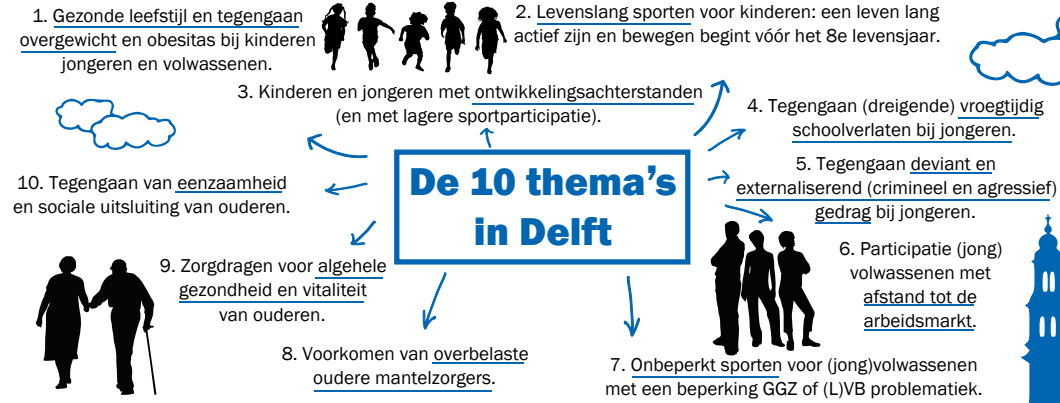 1. Gezonde leefstijl en tegengaan
overgewicht en obesitas bij kinderen
jongeren en volwassenen.
2. Levenslang sporten voor kinderen: een leven lang
actief zijn en bewegen begint vóór het 8e levensjaar.
3. Kinderen en jongeren met ontwikkelingsachterstanden
(en met lagere sportparticipatie).
4. Tegengaan (dreigende) vroegtijdig
schoolverlaten bij jongeren.
De 10 thema's
in Delft
5. Tegengaan deviant en
externaliserend (crimineel en agressief)
gedrag bij jongeren.
6. Participatie (jong)
volwassenen met
afstand tot de
arbeidsmarkt.
7. Onbeperkt sporten voor (jong)volwassenen
met een beperking GGZ of (L)VB problematiek.
8. Voorkomen van overbelaste
oudere mantelzorgers.
9. Zorgdragen voor algehele
gezondheid en vitaliteit
van ouderen.
10. Tegengaan van eenzaamheid
en sociale uitsluiting van ouderen.